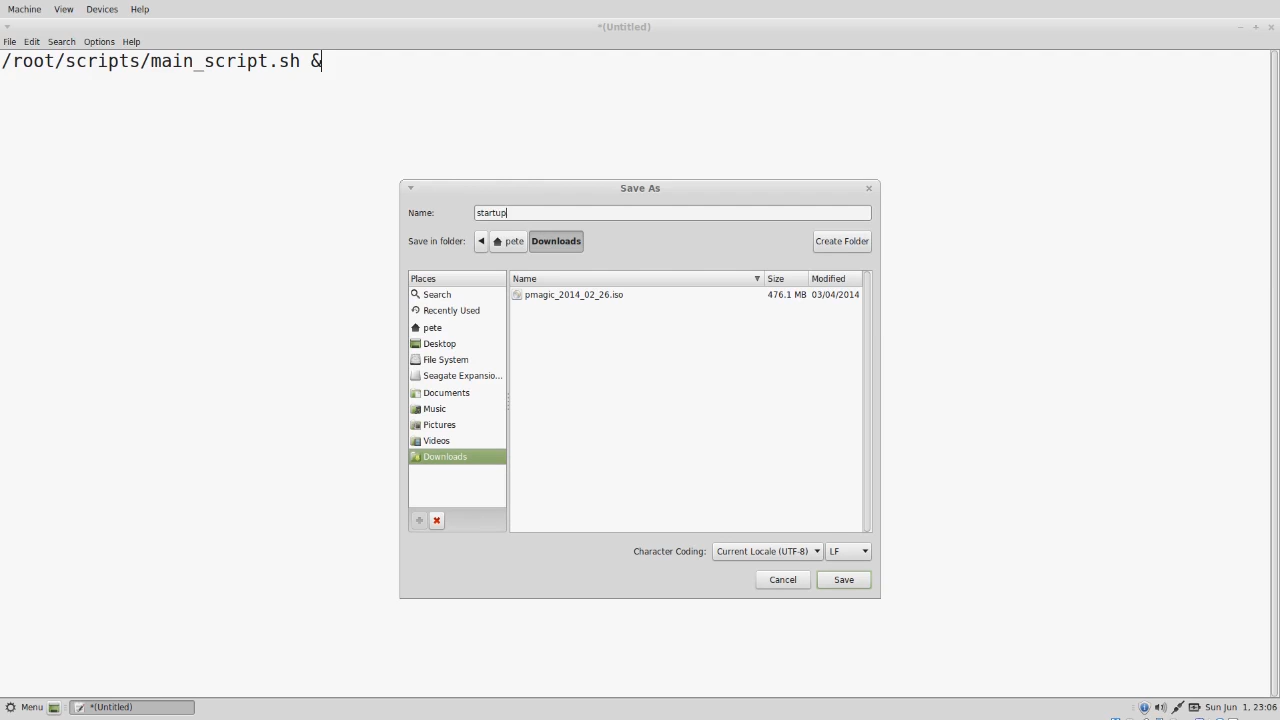 Machine View Devices Help
*(Untitled)
File Edit Search Options Help
/root/scripts/main_script.sh &
Save As
Name: startup
Save in folder: pete Downloads Create Folder
Places Name Size Modified
Search pmagic_2014_02_26.iso 476.1 MB 03/04/2014
Recently Used
pete
Desktop
File System
Seagate Expansio...
Documents
Music
Pictures
Videos
Downloads
Character Coding: Current Locale (UTF-8) LF
Cancel Save
Menu *(Untitled) Sun Jun 1, 23:06